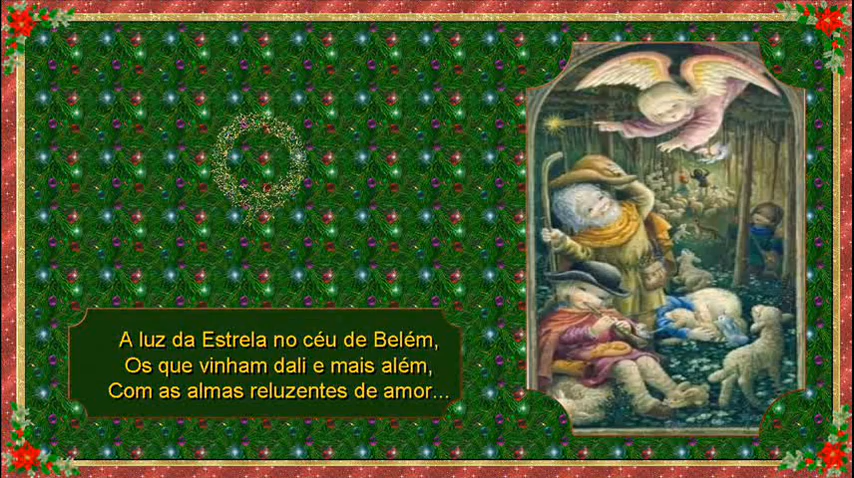 A luz da Estrela no céu de Belém,
Os que vinham dali e mais além,
Com as almas reluzentes de amor...